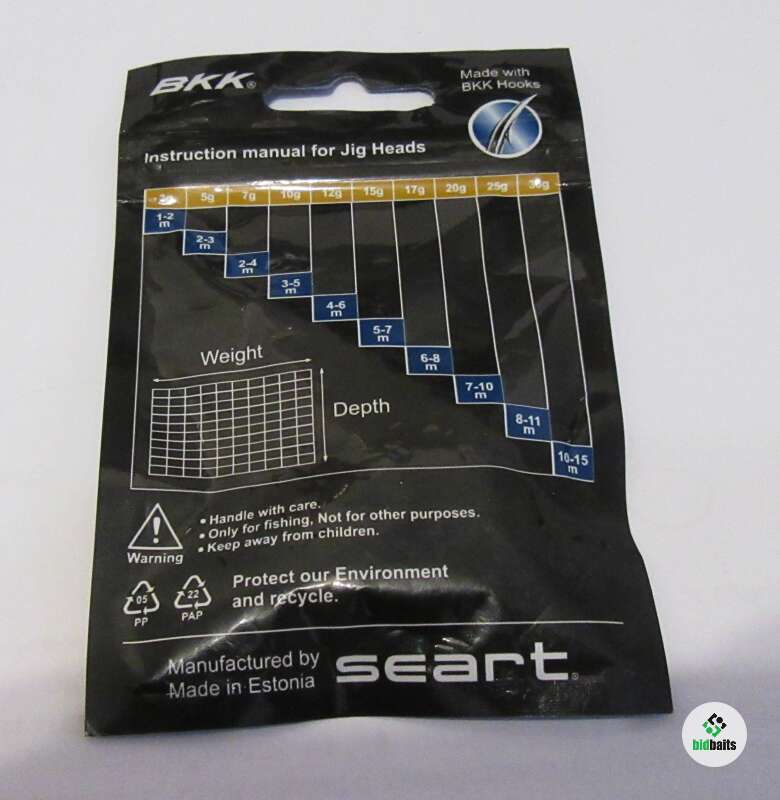 BKK®
Made with
BKK Hooks
Instruction manual for Jig Heads
5g 7g 10g 12g 15g 17g 20g 25g
1-2
m
2-3
m
2-4
m
3-5
m
4-6
m
5-7
m
6-8
m
7-10
m
8-11
m
10-15
m
Weight
Depth
• Handle with care.
• Only for fishing, Not for other purposes.
• Keep away from children.
Warning
05
PP
22
PAP
Protect our Environment
and recycle.
Manufactured by
Made in Estonia
seart®
bidbaits